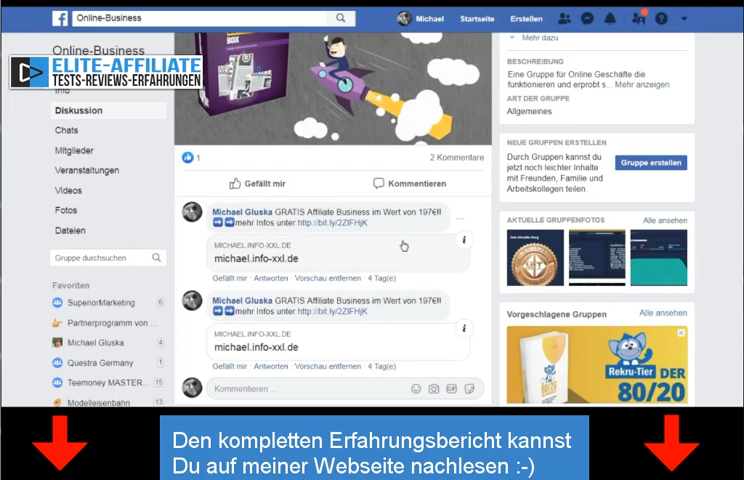 Online-Business
Michael
Startseite
Erstellen
Online-Business
ELITE-AFFILIATE
TESTS-REVIEWS-ERFAHRUNGEN
Info
Diskussion
Chats
Mitglieder
Veranstaltungen
Videos
Fotos
Dateien
Gruppe durchsuchen
Favoriten
SuperiorMarketing 6
Partnerprogramm von ...
Michael Gluska 4
Questra Germany 1
Teemoney MASTER... 15
Modelleisenbahn
BOX
1
2 Kommentare
Gefällt mir
Kommentieren
Michael Gluska GRATIS Affiliate Business im Wert von 197€!!
mehr Infos unter http://bit.ly/2ZIFHjK
MICHAEL.INFO-XXL.DE
michael.info-xxl.de
Gefällt mir · Antworten · Vorschau entfernen · 4 Tag(e)
Michael Gluska GRATIS Affiliate Business im Wert von 197€!!
mehr Infos unter http://bit.ly/2ZIFHjK
MICHAEL.INFO-XXL.DE
michael.info-xxl.de
Gefällt mir · Antworten · Vorschau entfernen · 4 Tag(e)
Kommentieren ...
GIF
Mehr dazu
BESCHREIBUNG
Eine Gruppe für Online Geschäfte die
funktionieren und erprobt s... Mehr anzeigen
ART DER GRUPPE
Allgemeines
NEUE GRUPPEN ERSTELLEN
Durch Gruppen kannst du
jetzt noch leichter Inhalte
mit Freunden, Familie und
Arbeitskollegen teilen.
Gruppe erstellen
AKTUELLE GRUPPENFOTOS
Alle ansehen
Vorgeschlagene Gruppen
Alle ansehen
Rekru-Tier
DER
80/20
Den kompletten Erfahrungsbericht kannst
Du auf meiner Webseite nachlesen :-)